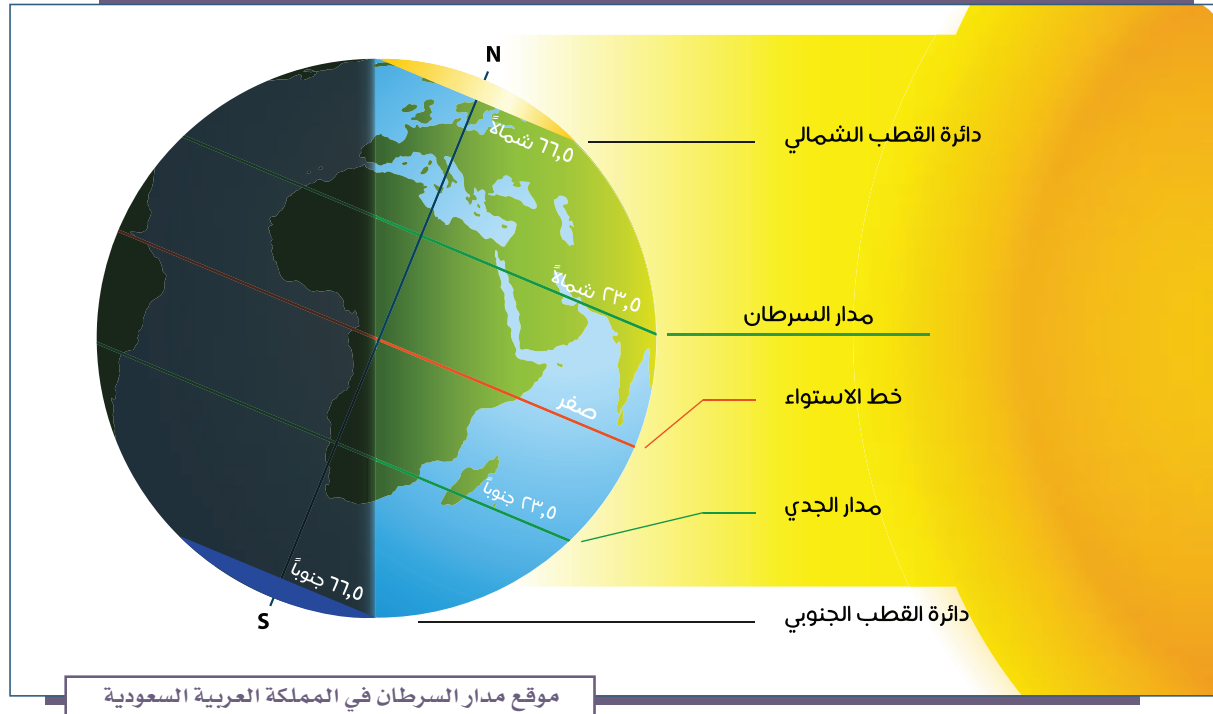 N
دائرة القطب الشمالي
٦٦,٥ شمالاً
٢٣,٥ شمالاً
مدار السرطان
خط الاستواء
صفر
مدار الجدي
٢٣,٥ جنوباً
٦٦,٥ جنوباً
دائرة القطب الجنوبي
S
موقع مدار السرطان في المملكة العربية السعودية